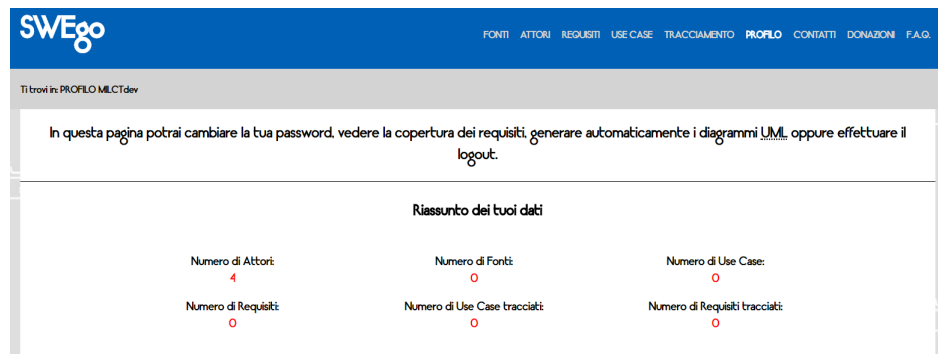 SWEgo
FONTI ATTORI REQUISITI USE CASE TRACCIAMENTO PROFILO CONTATTI DONAZIONI F.A.Q.
Ti trovi in: PROFILO MILCTdev
In questa pagina potrai cambiare la tua password, vedere la copertura dei requisiti, generare automaticamente i diagrammi UML oppure effettuare il
logout.
Riassunto dei tuoi dati
Numero di Attori: Numero di Fonti: Numero di Use Case:
4 0 0
Numero di Requisiti: Numero di Use Case tracciati: Numero di Requisiti tracciati:
0 0 0